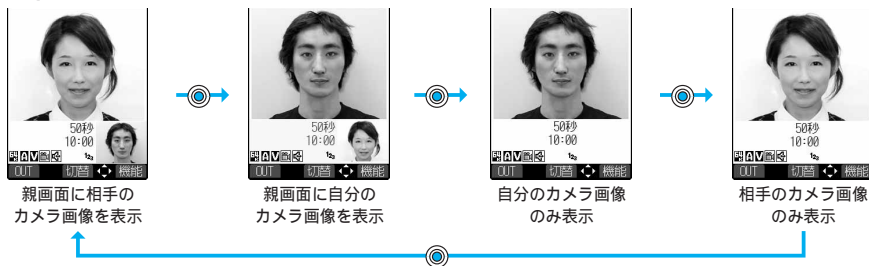 50秒
10:00
OUT 切替 機能
親画面に相手の
カメラ画像を表示
50秒
10:00
OUT 切替 機能
親画面に自分の
カメラ画像を表示
50秒
10:00
OUT 切替 機能
自分のカメラ画像
のみ表示
50秒
10:00
OUT 切替 機能
相手のカメラ画像
のみ表示